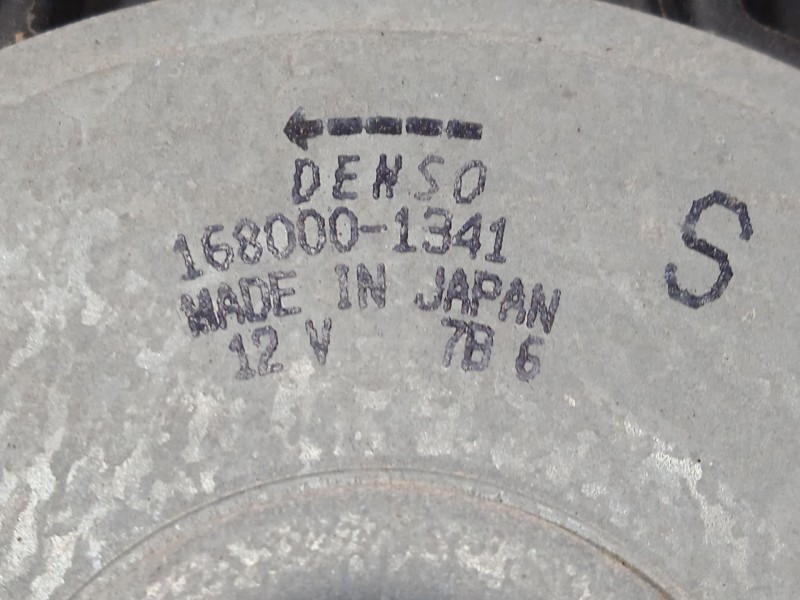 DENSO
168000-1341
MADE IN JAPAN
12 V 7B 6
S